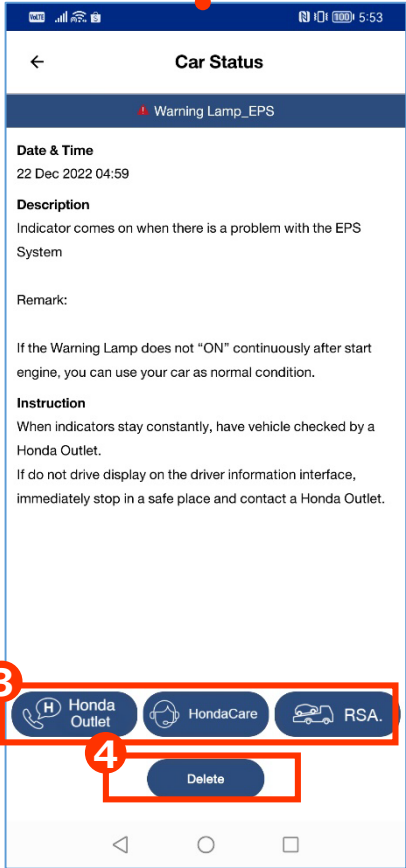 VoLTE 100 5:53
Car Status
Warning Lamp_EPS
Date & Time
22 Dec 2022 04:59
Description
Indicator comes on when there is a problem with the EPS
System
Remark:
If the Warning Lamp does not “ON” continuously after start
engine, you can use your car as normal condition.
Instruction
When indicators stay constantly, have vehicle checked by a
Honda Outlet.
If do not drive display on the driver information interface,
immediately stop in a safe place and contact a Honda Outlet.
3
H Honda
Outlet
HondaCare
RSA.
4
Delete